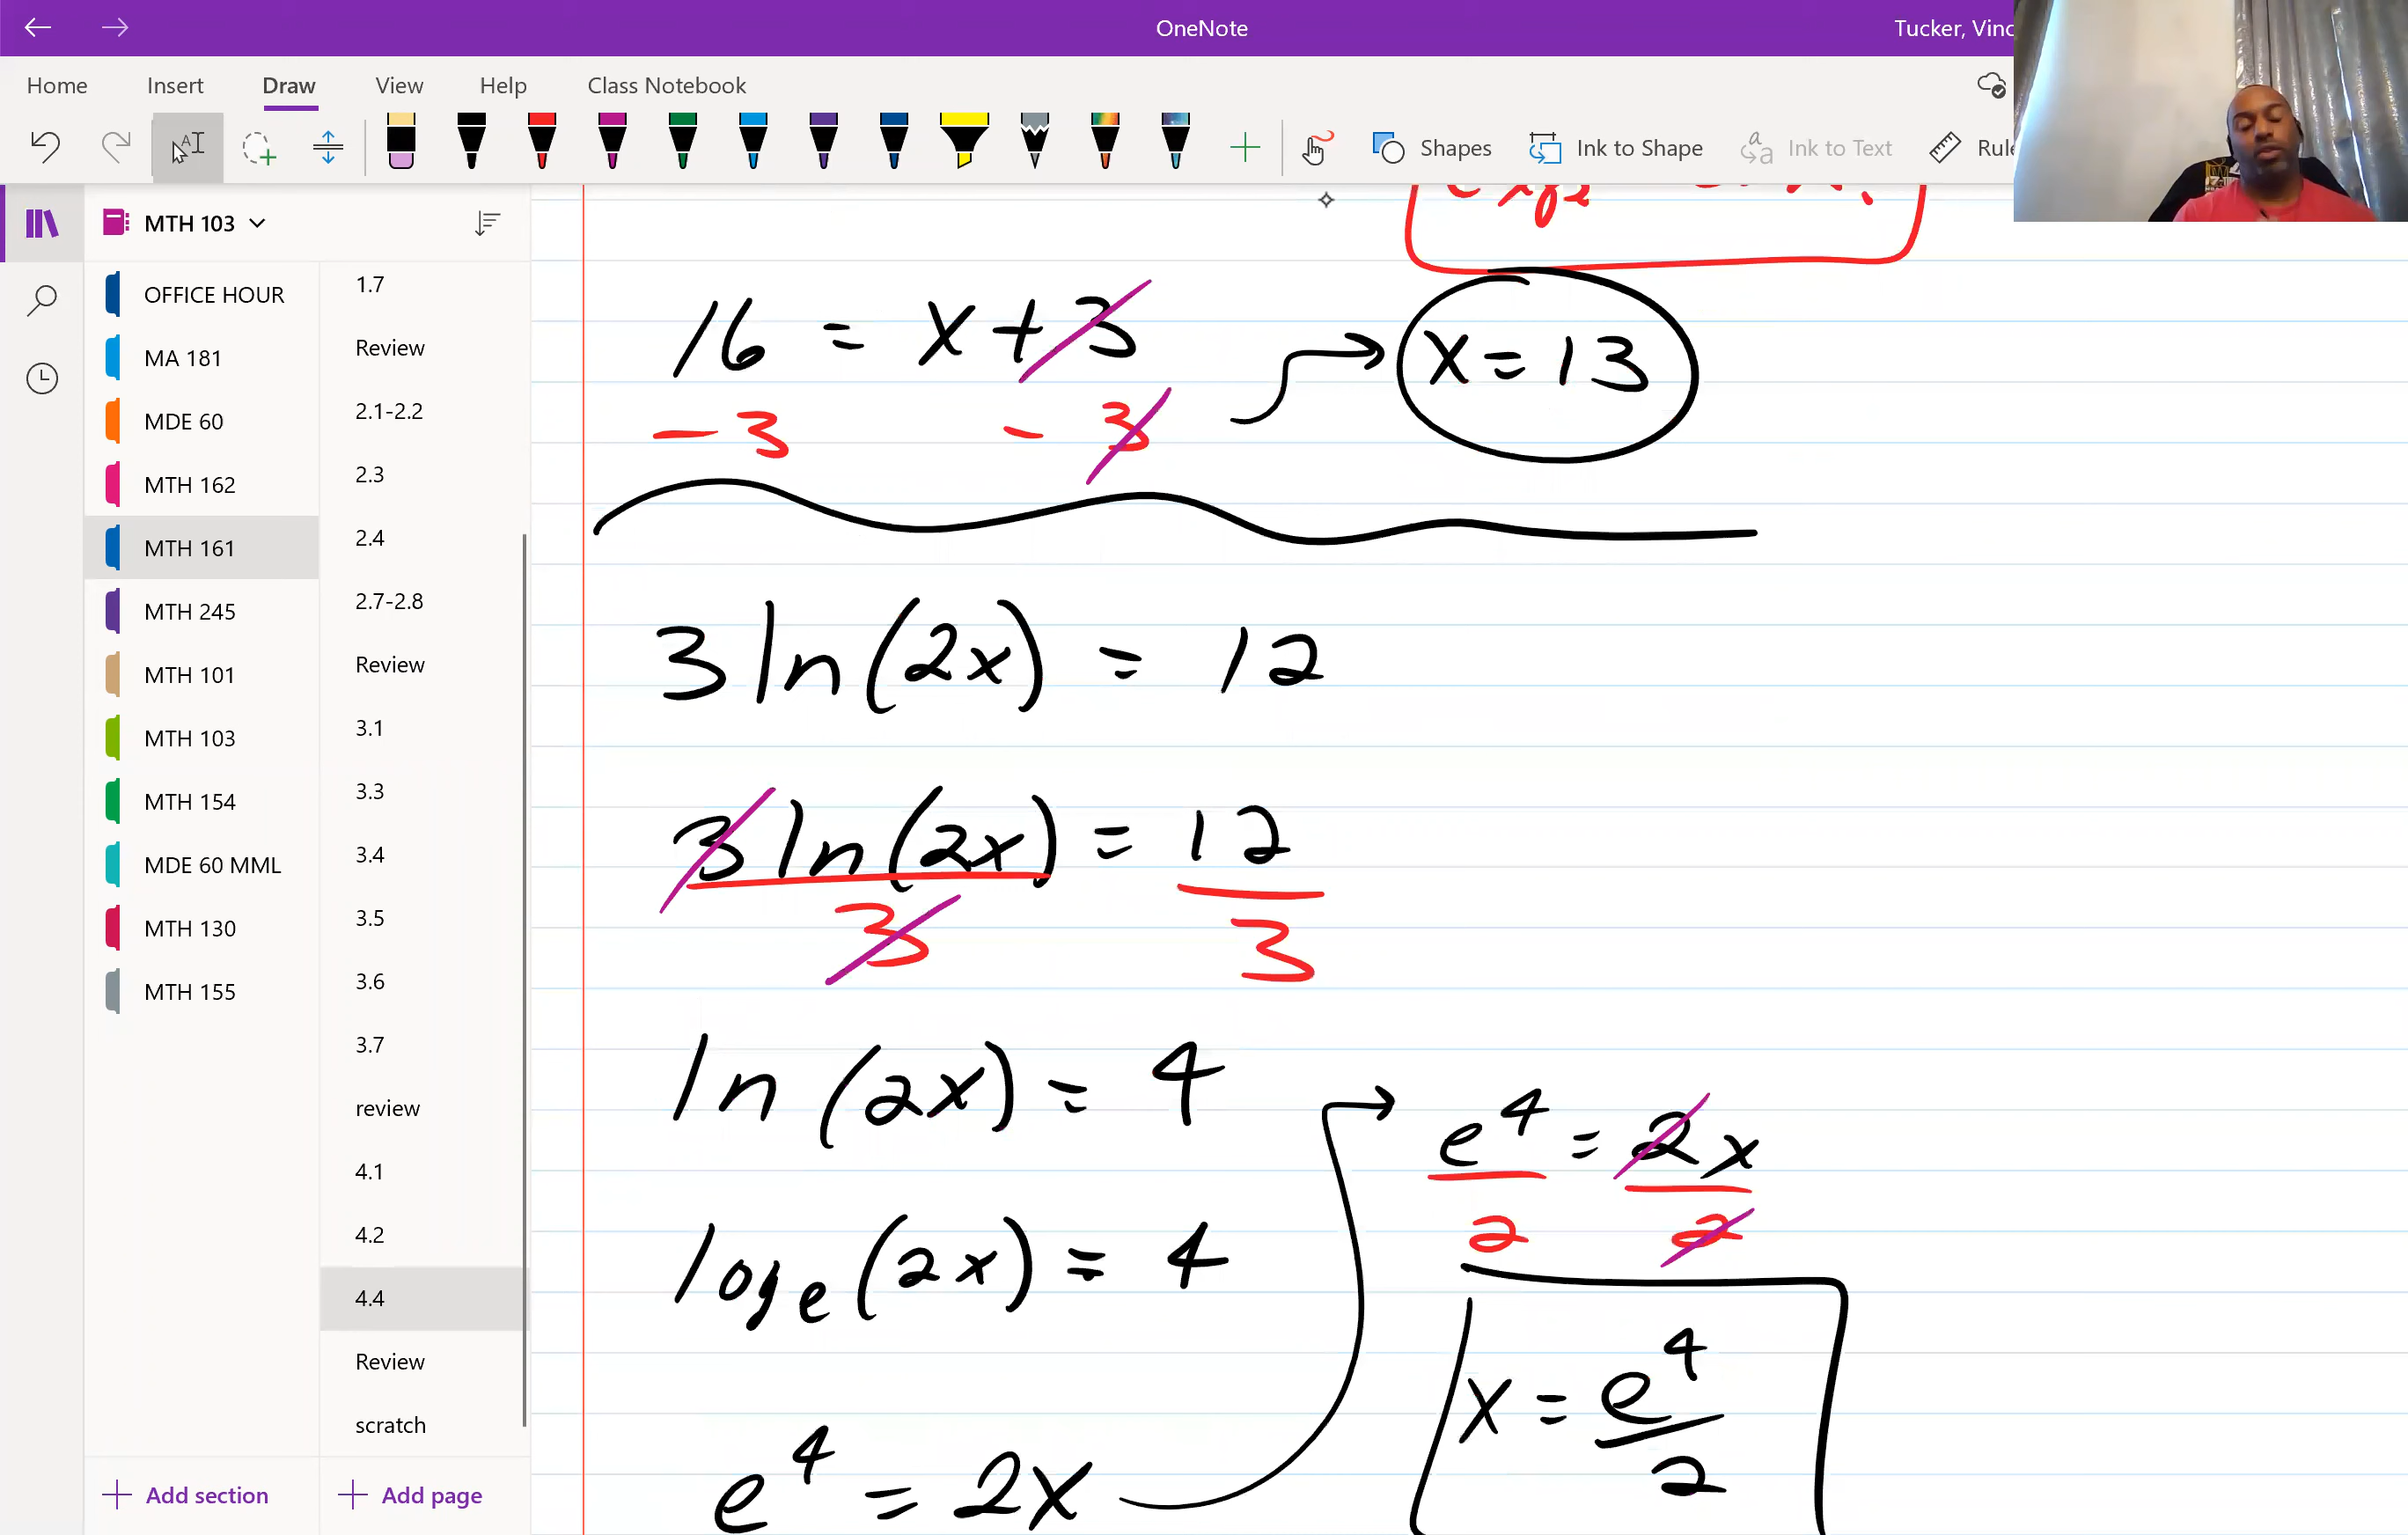 OneNote
Tucker, Vinc
Home Insert Draw View Help Class Notebook
Shapes Ink to Shape Ink to Text Rule
MTH 103
OFFICE HOUR
MA 181
MDE 60
MTH 162
MTH 161
MTH 245
MTH 101
MTH 103
MTH 154
MDE 60 MML
MTH 130
MTH 155
Add section
1.7
Review
2.1-2.2
2.3
2.4
2.7-2.8
Review
3.1
3.3
3.4
3.5
3.6
3.7
review
4.1
4.2
4.4
Review
scratch
Add page
16 = x + 3
-3 - 3
x = 13
3 ln(2x) = 12
3 ln(2x) = 12
3 3
ln(2x) = 4
logₑ(2x) = 4
e⁴ = 2x
e⁴ = 2x
2 2
x = e⁴
2